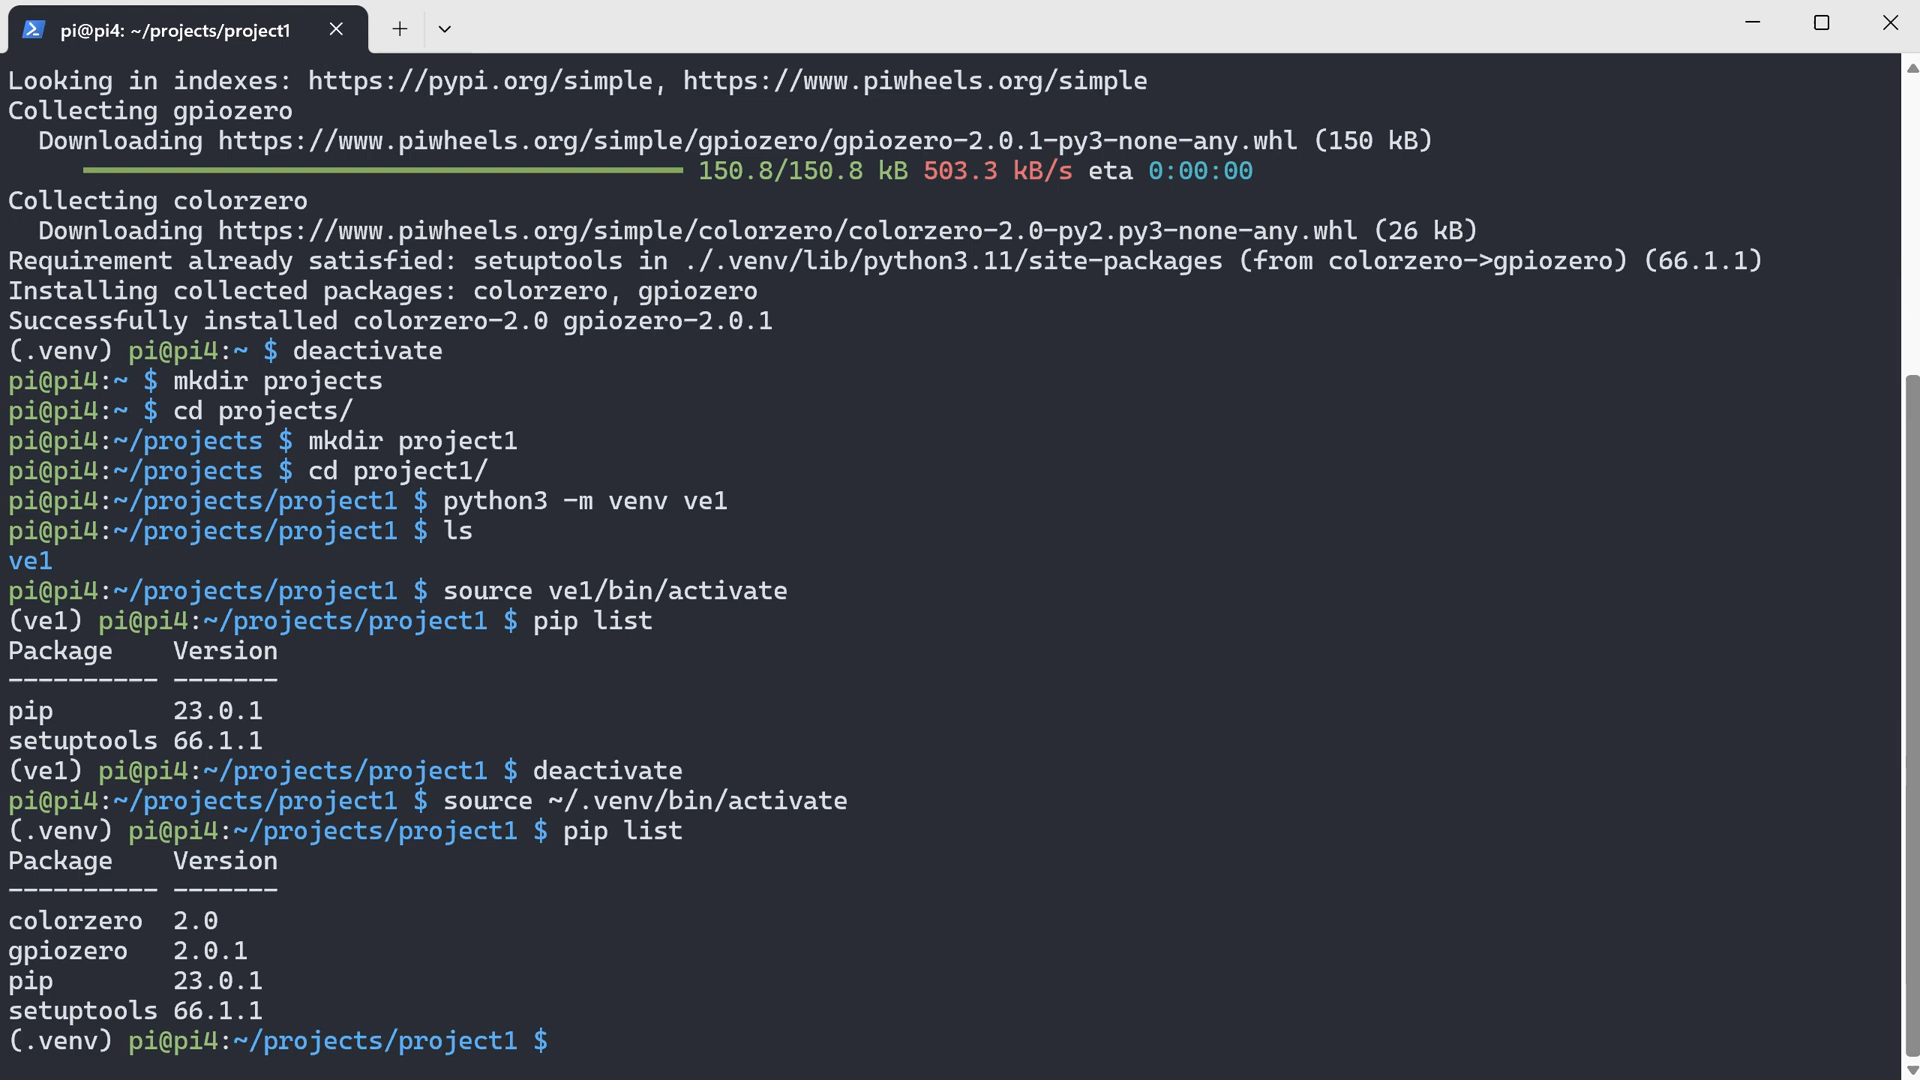 pi@pi4: ~/projects/project1
Looking in indexes: https://pypi.org/simple, https://www.piwheels.org/simple
Collecting gpiozero
  Downloading https://www.piwheels.org/simple/gpiozero/gpiozero-2.0.1-py3-none-any.whl (150 kB)
150.8/150.8 kB 503.3 kB/s eta 0:00:00
Collecting colorzero
  Downloading https://www.piwheels.org/simple/colorzero/colorzero-2.0-py2.py3-none-any.whl (26 kB)
Requirement already satisfied: setuptools in ./.venv/lib/python3.11/site-packages (from colorzero->gpiozero) (66.1.1)
Installing collected packages: colorzero, gpiozero
Successfully installed colorzero-2.0 gpiozero-2.0.1
(.venv) pi@pi4:~ $ deactivate
pi@pi4:~ $ mkdir projects
pi@pi4:~ $ cd projects/
pi@pi4:~/projects $ mkdir project1
pi@pi4:~/projects $ cd project1/
pi@pi4:~/projects/project1 $ python3 -m venv ve1
pi@pi4:~/projects/project1 $ ls
ve1
pi@pi4:~/projects/project1 $ source ve1/bin/activate
(ve1) pi@pi4:~/projects/project1 $ pip list
Package    Version
---------- -------
pip        23.0.1
setuptools 66.1.1
(ve1) pi@pi4:~/projects/project1 $ deactivate
pi@pi4:~/projects/project1 $ source ~/.venv/bin/activate
(.venv) pi@pi4:~/projects/project1 $ pip list
Package    Version
---------- -------
colorzero  2.0
gpiozero   2.0.1
pip        23.0.1
setuptools 66.1.1
(.venv) pi@pi4:~/projects/project1 $